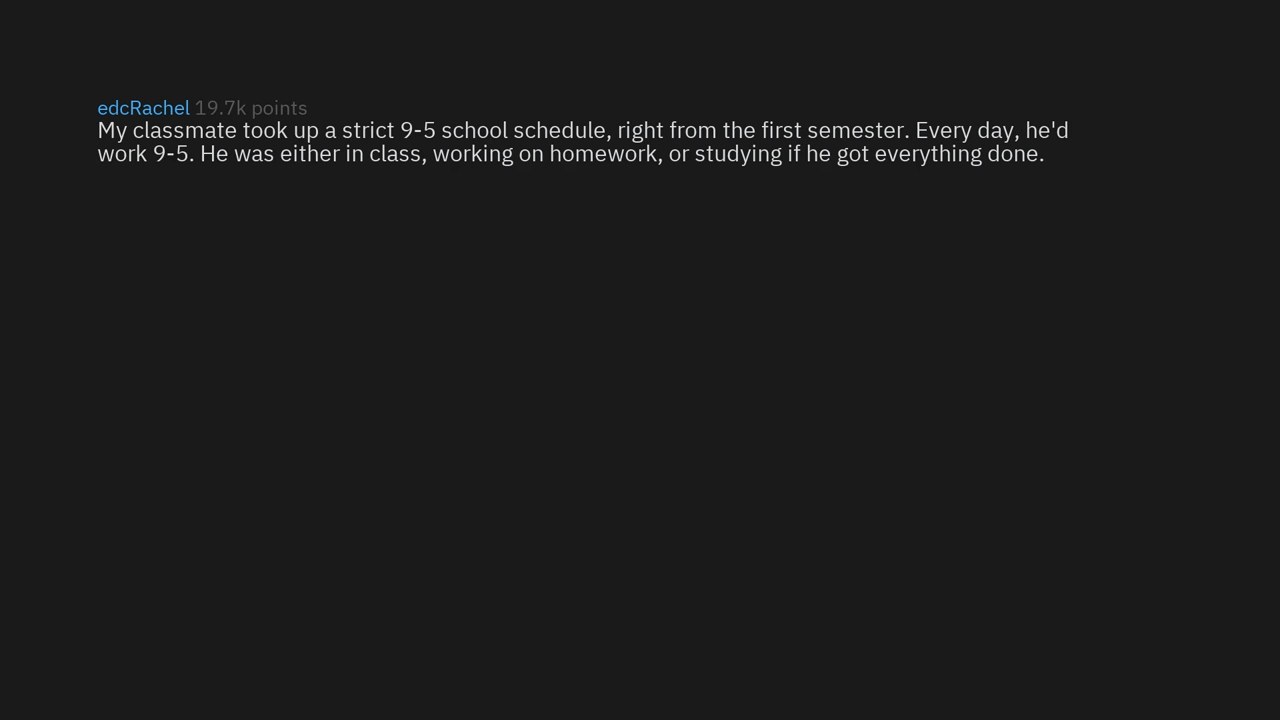 edcRachel 19.7k points
My classmate took up a strict 9-5 school schedule, right from the first semester. Every day, he'd
work 9-5. He was either in class, working on homework, or studying if he got everything done.